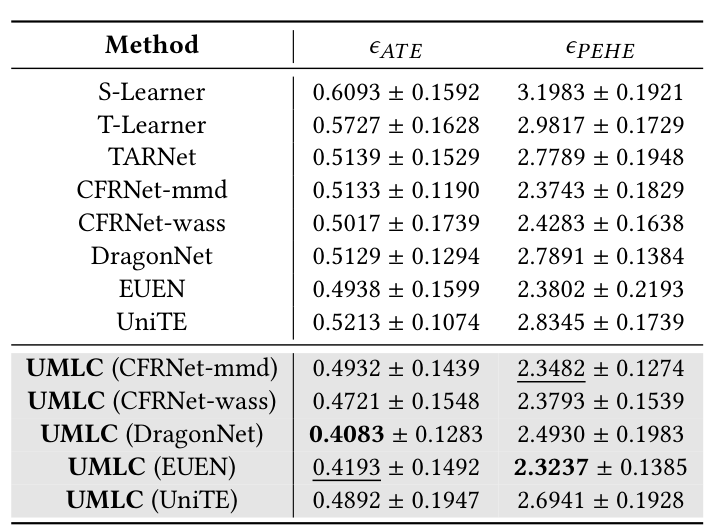 Method ϵATE ϵPEHE
S-Learner 0.6093 ± 0.1592 3.1983 ± 0.1921
T-Learner 0.5727 ± 0.1628 2.9817 ± 0.1729
TARNet 0.5139 ± 0.1529 2.7789 ± 0.1948
CFRNet-mmd 0.5133 ± 0.1190 2.3743 ± 0.1829
CFRNet-wass 0.5017 ± 0.1739 2.4283 ± 0.1638
DragonNet 0.5129 ± 0.1294 2.7891 ± 0.1384
EUEN 0.4938 ± 0.1599 2.3802 ± 0.2193
UniTE 0.5213 ± 0.1074 2.8345 ± 0.1739
UMLC (CFRNet-mmd) 0.4932 ± 0.1439 2.3482 ± 0.1274
UMLC (CFRNet-wass) 0.4721 ± 0.1548 2.3793 ± 0.1539
UMLC (DragonNet) 0.4083 ± 0.1283 2.4930 ± 0.1983
UMLC (EUEN) 0.4193 ± 0.1492 2.3237 ± 0.1385
UMLC (UniTE) 0.4892 ± 0.1947 2.6941 ± 0.1928